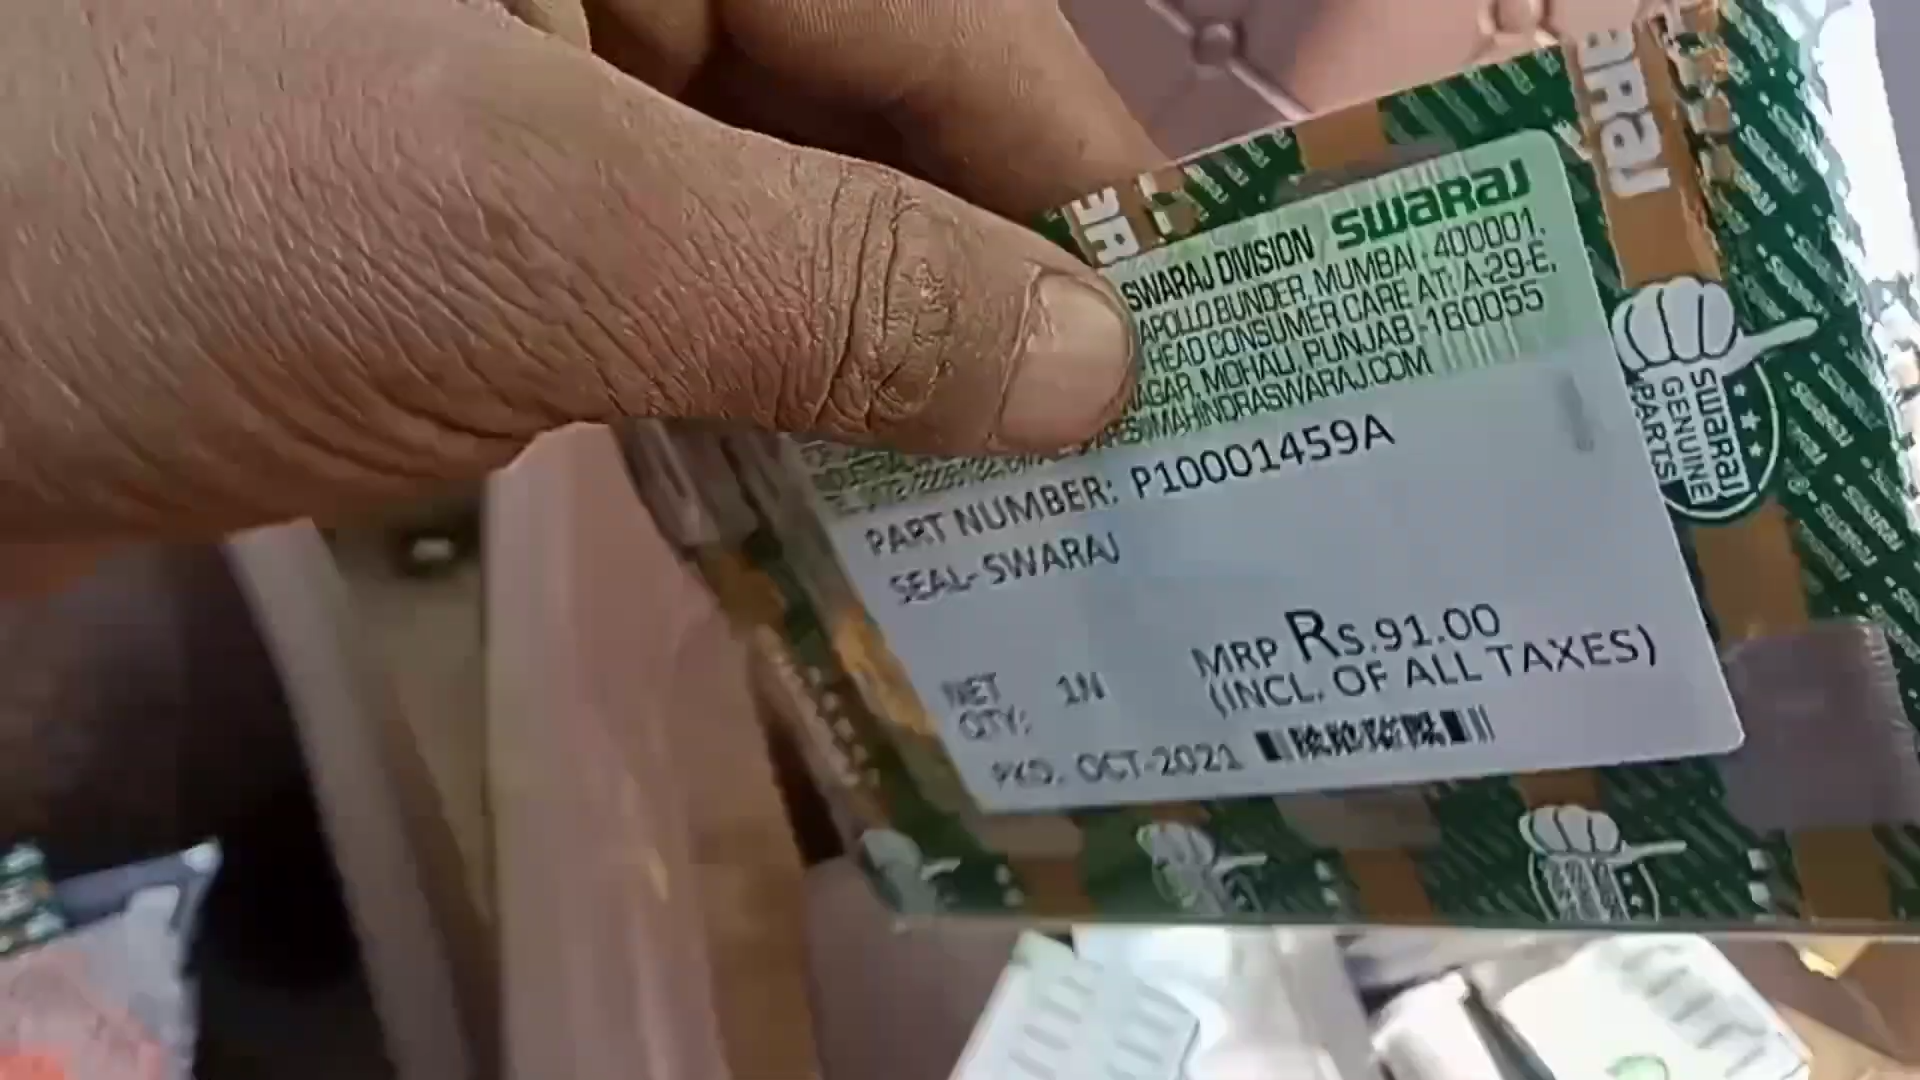 SWARAJ DIVISION swaraj
APOLLO BUNDER, MUMBAI - 400001.
HEAD CONSUMER CARE AT: A-29-E,
NAGAR, MOHALI, PUNJAB -160055
MAHINDRASWARAJ.COM
PART NUMBER: P10001459A
SEAL-SWARAJ
NET QTY: 1N
MRP Rs.91.00
(INCL. OF ALL TAXES)
PKD. OCT-2021
SWARAJ
GENUINE
PARTS